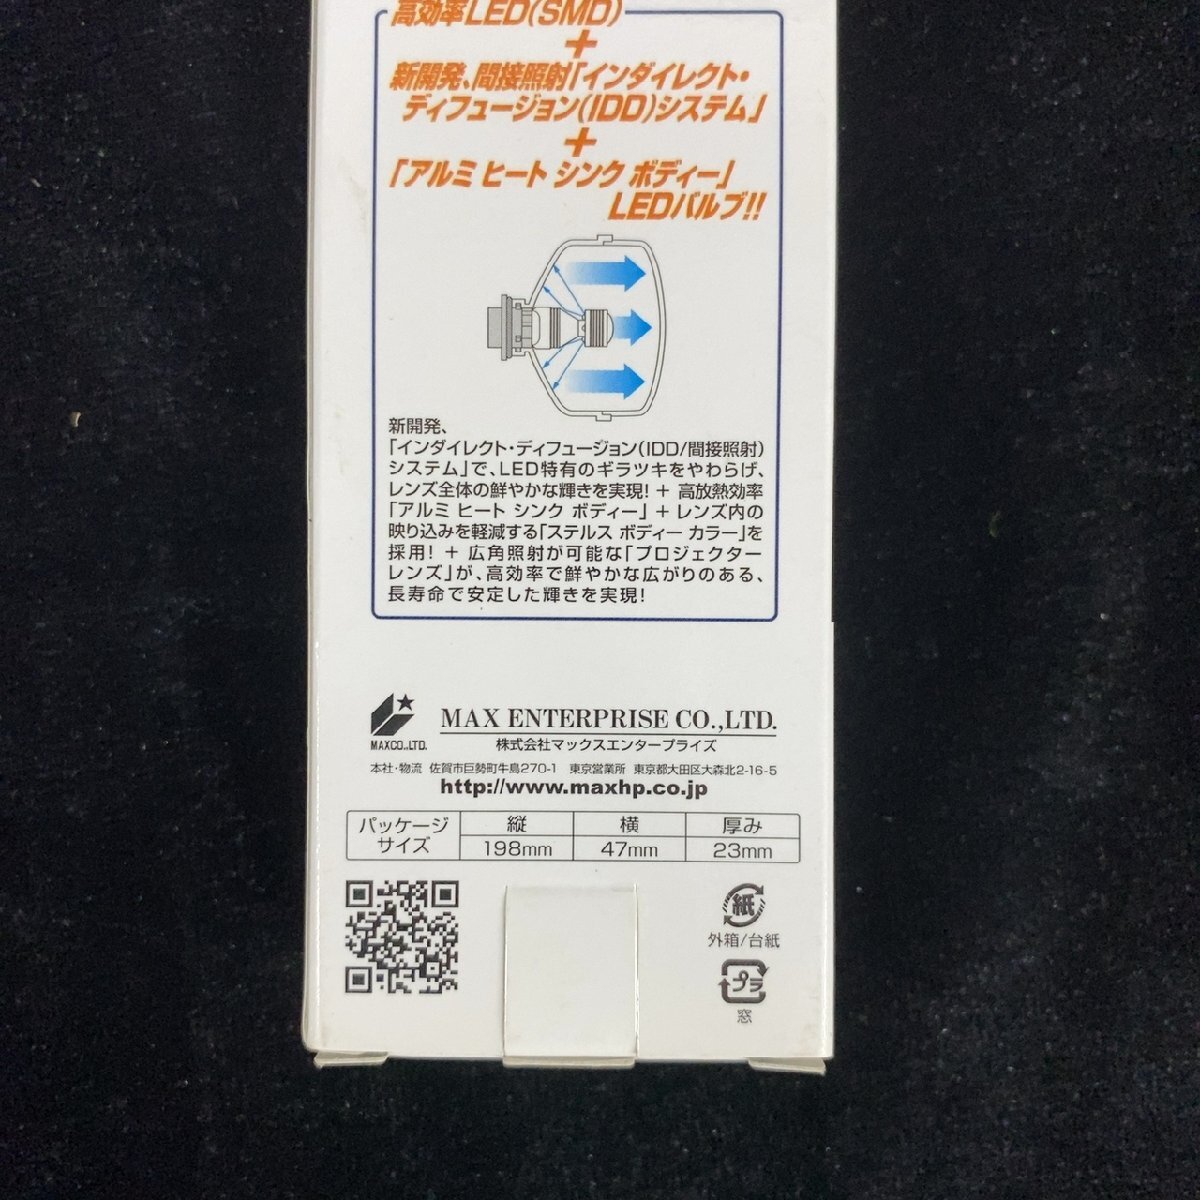 高効率LED(SMD)
+
新開発、間接照射「インダイレクト・
ディフュージョン(IDD)システム」
+
「アルミ ヒート シンク ボディー」
LEDバルブ!!
新開発、
「インダイレクト・ディフュージョン(IDD/間接照射)
システム」で、LED特有のギラツキをやわらげ、
レンズ全体の鮮やかな輝きを実現! + 高放熱効率
「アルミ ヒート シンク ボディー」+レンズ内の
映り込みを軽減する「ステルス ボディー カラー」を
採用! + 広角照射が可能な「プロジェクター
レンズ」が、高効率で鮮やかな広がりのある、
長寿命で安定した輝きを実現!
MAXCO.,LTD.
MAX ENTERPRISE CO.,LTD.
株式会社マックスエンタープライズ
本社・物流 佐賀市巨勢町牛島270-1 東京営業所 東京都大田区大森北2-16-5
http://www.maxhp.co.jp
パッケージ
サイズ
縦 横 厚み
198mm 47mm 23mm
紙
外箱/台紙
プラ
窓